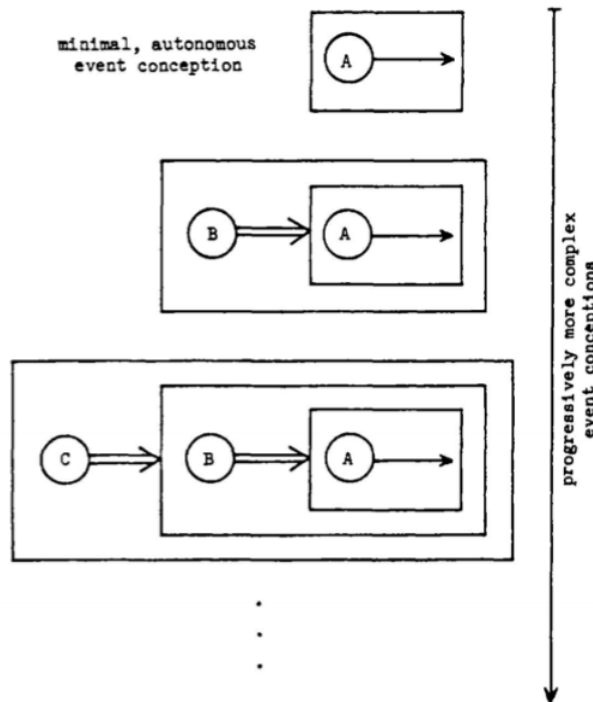 minimal, autonomous
event conception
A
B
A
C
B
A
progressively more complex
event conceptions